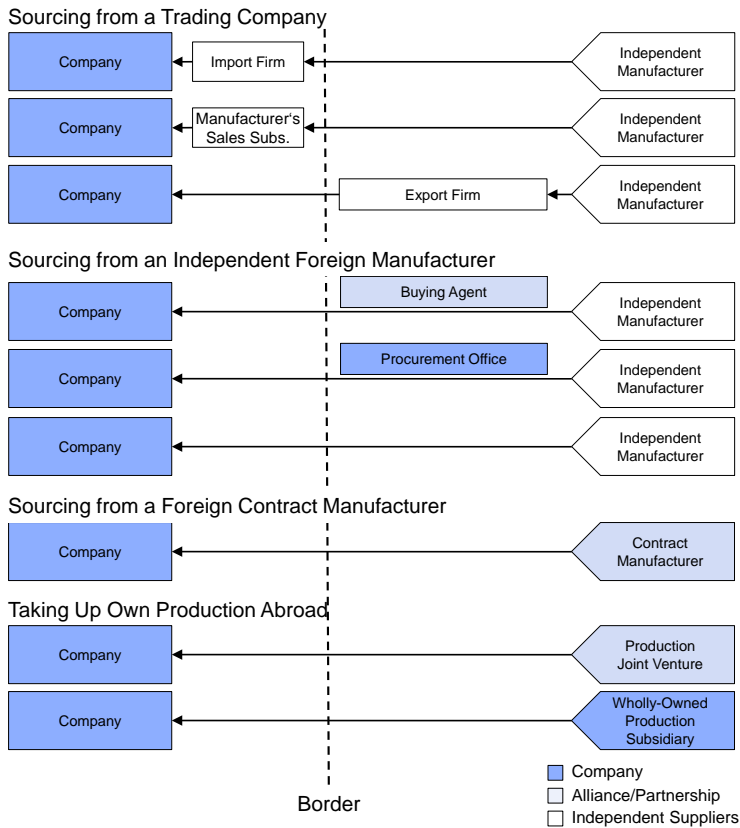 Sourcing from a Trading Company
Company
Import Firm
Independent
Manufacturer
Company
Manufacturer‘s
Sales Subs.
Independent
Manufacturer
Company
Export Firm
Independent
Manufacturer
Sourcing from an Independent Foreign Manufacturer
Company
Buying Agent
Independent
Manufacturer
Company
Procurement Office
Independent
Manufacturer
Company
Independent
Manufacturer
Sourcing from a Foreign Contract Manufacturer
Company
Contract
Manufacturer
Taking Up Own Production Abroad
Company
Production
Joint Venture
Company
Wholly-Owned
Production
Subsidiary
Border
Company
Alliance/Partnership
Independent Suppliers